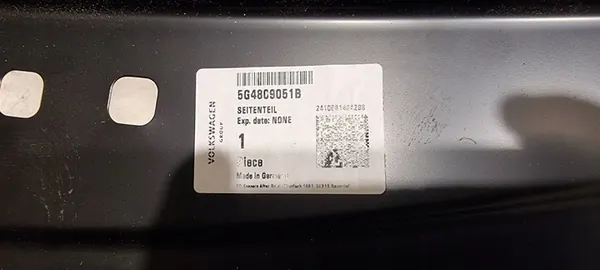 5G4809051B
SEITENTEIL
Exp. date: NONE
VOLKSWAGEN
GROUP
1
Piece
Made in Germany